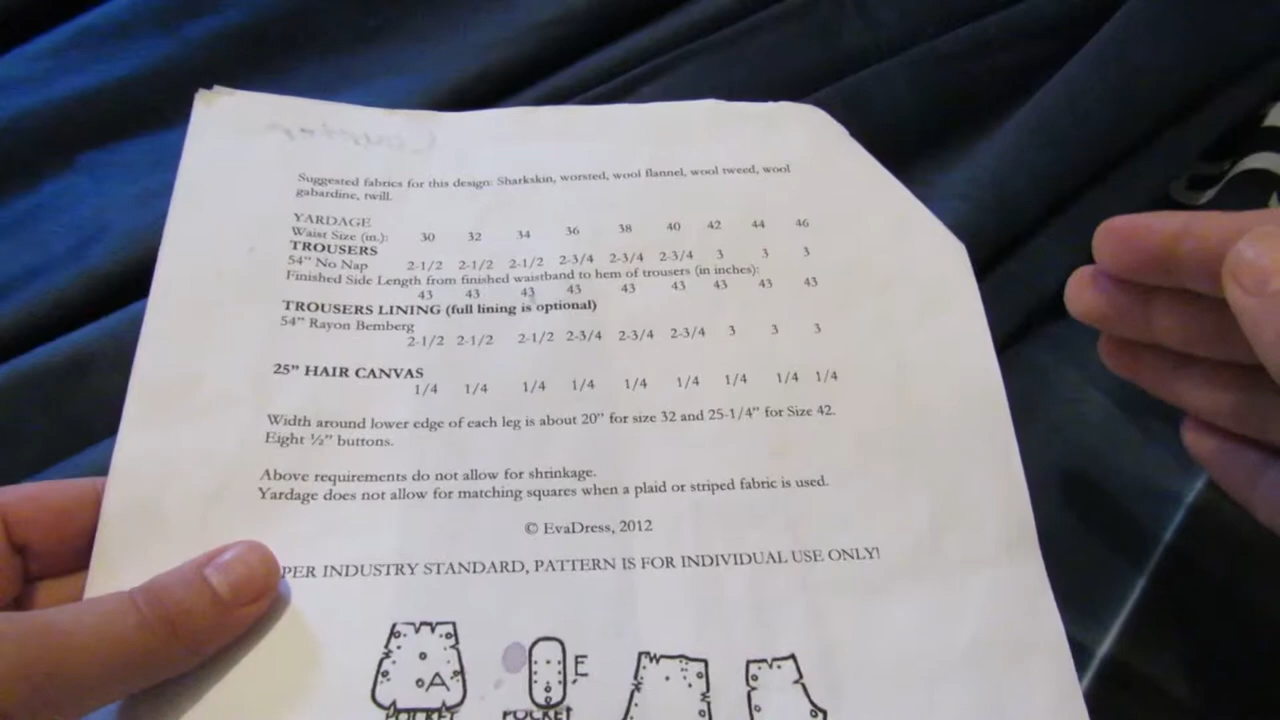 Suggested fabrics for this design: Sharkskin, worsted, wool flannel, wool tweed, wool
gabardine, twill.
YARDAGE
Waist Size (in.): 30 32 34 36 38 40 42 44 46
TROUSERS
54" No Nap 2-1/2 2-1/2 2-1/2 2-3/4 2-3/4 2-3/4 3 3 3
Finished Side Length from finished waistband to hem of trousers (in inches):
43 43 43 43 43 43 43 43 43
TROUSERS LINING (full lining is optional)
54" Rayon Bemberg
2-1/2 2-1/2 2-1/2 2-3/4 2-3/4 2-3/4 3 3 3
25" HAIR CANVAS
1/4 1/4 1/4 1/4 1/4 1/4 1/4 1/4 1/4
Width around lower edge of each leg is about 20" for size 32 and 25-1/4" for Size 42.
Eight ½" buttons.
Above requirements do not allow for shrinkage.
Yardage does not allow for matching squares when a plaid or striped fabric is used.
© EvaDress, 2012
PER INDUSTRY STANDARD, PATTERN IS FOR INDIVIDUAL USE ONLY!
A
E
POCKET POCKET